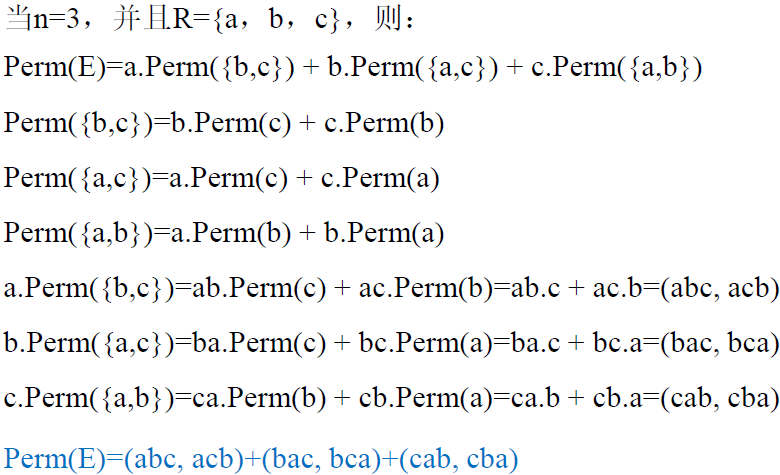 当n=3，并且R={a，b，c}，则：
Perm(E)=a.Perm({b,c}) + b.Perm({a,c}) + c.Perm({a,b})
Perm({b,c})=b.Perm(c) + c.Perm(b)
Perm({a,c})=a.Perm(c) + c.Perm(a)
Perm({a,b})=a.Perm(b) + b.Perm(a)
a.Perm({b,c})=ab.Perm(c) + ac.Perm(b)=ab.c + ac.b=(abc, acb)
b.Perm({a,c})=ba.Perm(c) + bc.Perm(a)=ba.c + bc.a=(bac, bca)
c.Perm({a,b})=ca.Perm(b) + cb.Perm(a)=ca.b + cb.a=(cab, cba)
Perm(E)=(abc, acb)+(bac, bca)+(cab, cba)